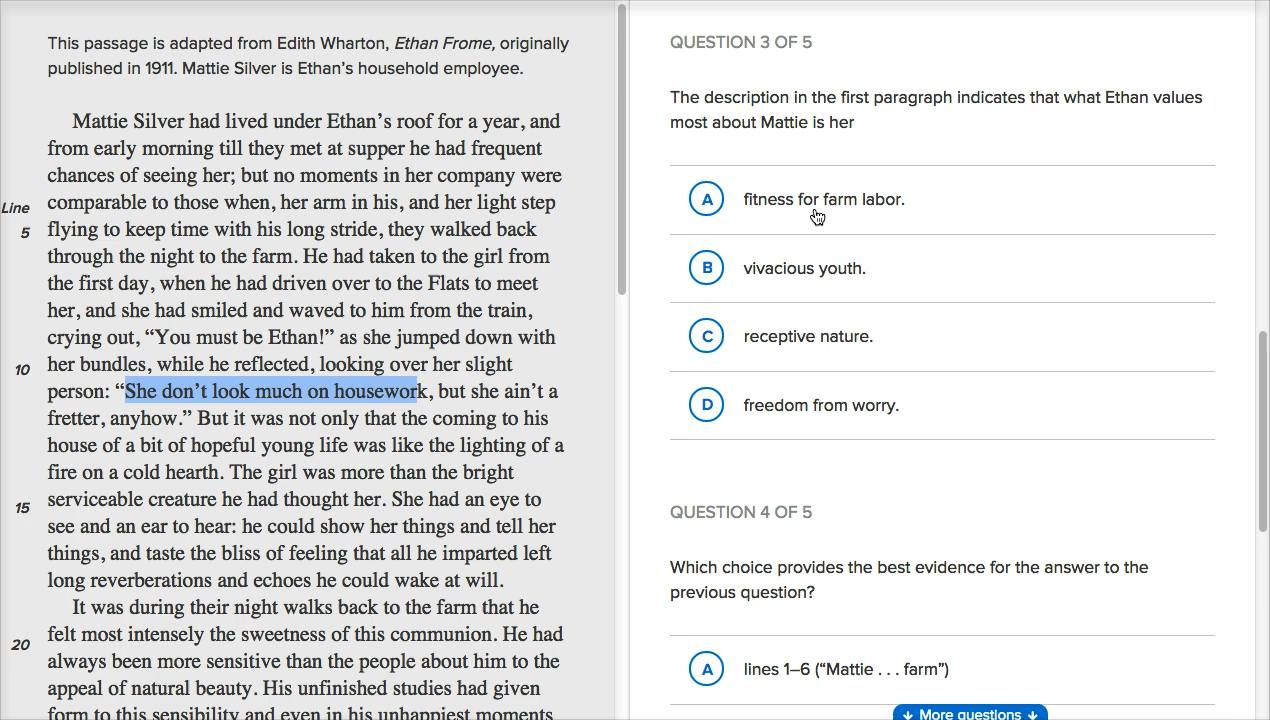 This passage is adapted from Edith Wharton, Ethan Frome, originally
published in 1911. Mattie Silver is Ethan's household employee.
Mattie Silver had lived under Ethan's roof for a year, and
from early morning till they met at supper he had frequent
chances of seeing her; but no moments in her company were
Line comparable to those when, her arm in his, and her light step
5 flying to keep time with his long stride, they walked back
through the night to the farm. He had taken to the girl from
the first day, when he had driven over to the Flats to meet
her, and she had smiled and waved to him from the train,
crying out, “You must be Ethan!” as she jumped down with
10 her bundles, while he reflected, looking over her slight
person: “She don't look much on housework, but she ain't a
fretter, anyhow.” But it was not only that the coming to his
house of a bit of hopeful young life was like the lighting of a
fire on a cold hearth. The girl was more than the bright
15 serviceable creature he had thought her. She had an eye to
see and an ear to hear: he could show her things and tell her
things, and taste the bliss of feeling that all he imparted left
long reverberations and echoes he could wake at will.
It was during their night walks back to the farm that he
20 felt most intensely the sweetness of this communion. He had
always been more sensitive than the people about him to the
appeal of natural beauty. His unfinished studies had given
form to this sensibility and even in his unhappiest moments
QUESTION 3 OF 5
The description in the first paragraph indicates that what Ethan values
most about Mattie is her
A fitness for farm labor.
B vivacious youth.
C receptive nature.
D freedom from worry.
QUESTION 4 OF 5
Which choice provides the best evidence for the answer to the
previous question?
A lines 1–6 (“Mattie . . . farm”)
↓ More questions ↓